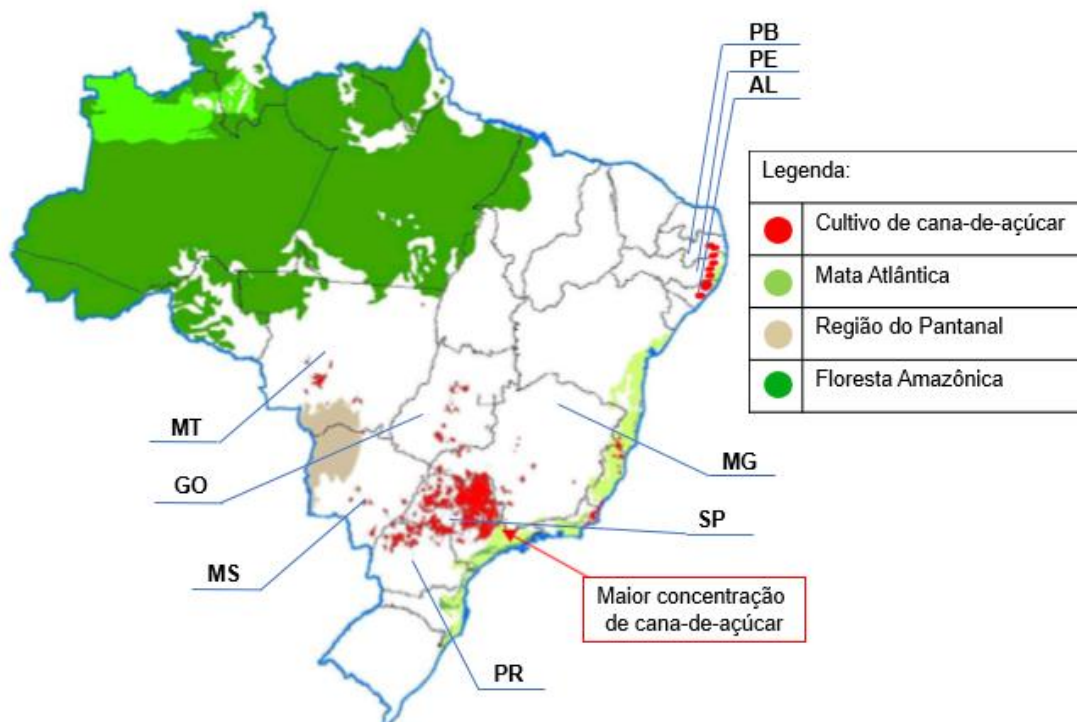 PB
PE
AL
Legenda:
Cultivo de cana-de-açúcar
Mata Atlântica
Região do Pantanal
Floresta Amazônica
MT
GO
MS
PR
MG
SP
Maior concentração
de cana-de-açúcar